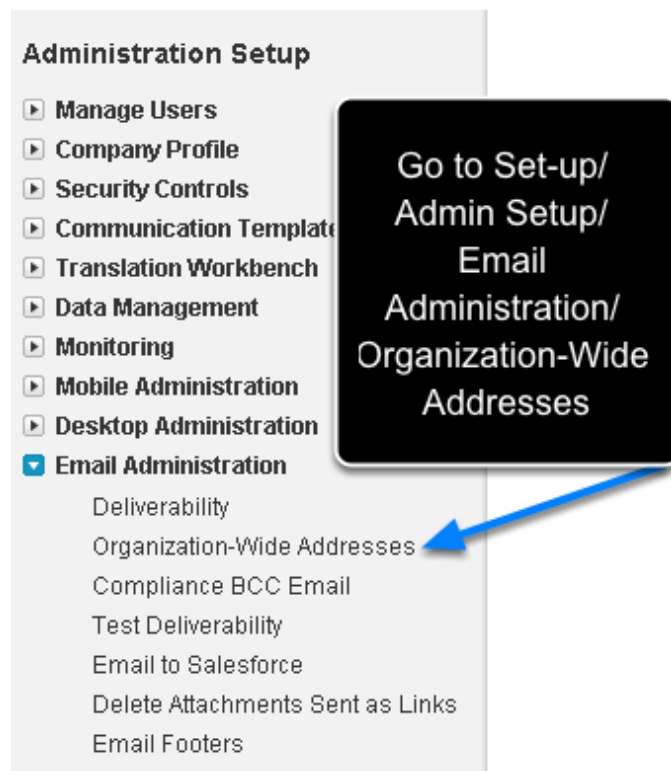 Administration Setup
Manage Users
Company Profile
Security Controls
Communication Templat
Translation Workbench
Data Management
Monitoring
Mobile Administration
Desktop Administration
Email Administration
Deliverability
Organization-Wide Addresses
Compliance BCC Email
Test Deliverability
Email to Salesforce
Delete Attachments Sent as Links
Email Footers
Go to Set-up/
Admin Setup/
Email
Administration/
Organization-Wide
Addresses